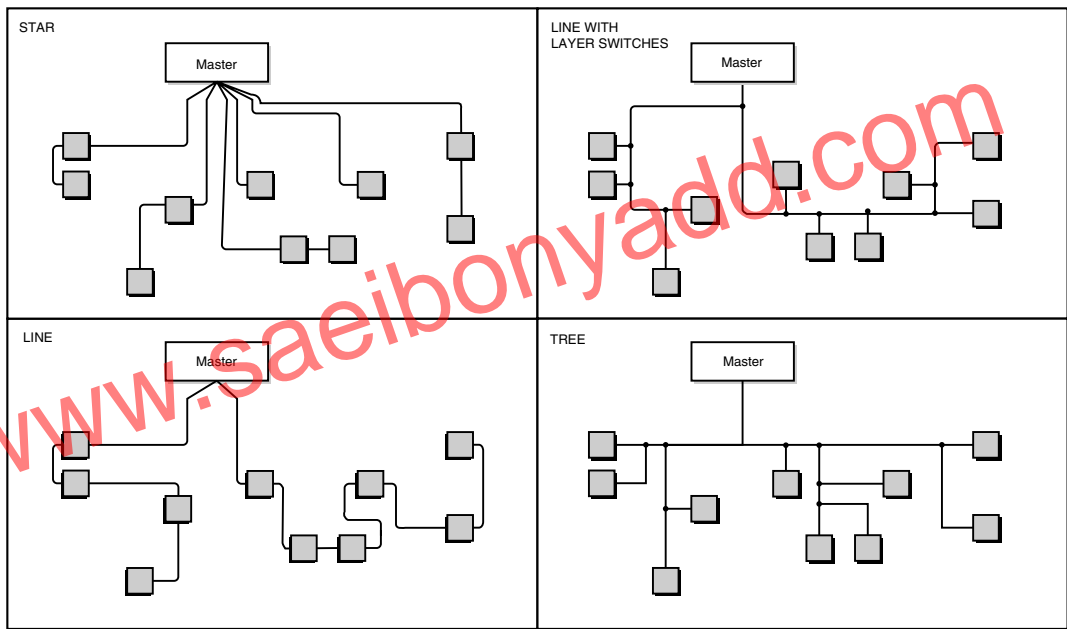 STAR
Master
LINE WITH
LAYER SWITCHES
Master
LINE
Master
TREE
Master
www.saeibonyadd.com